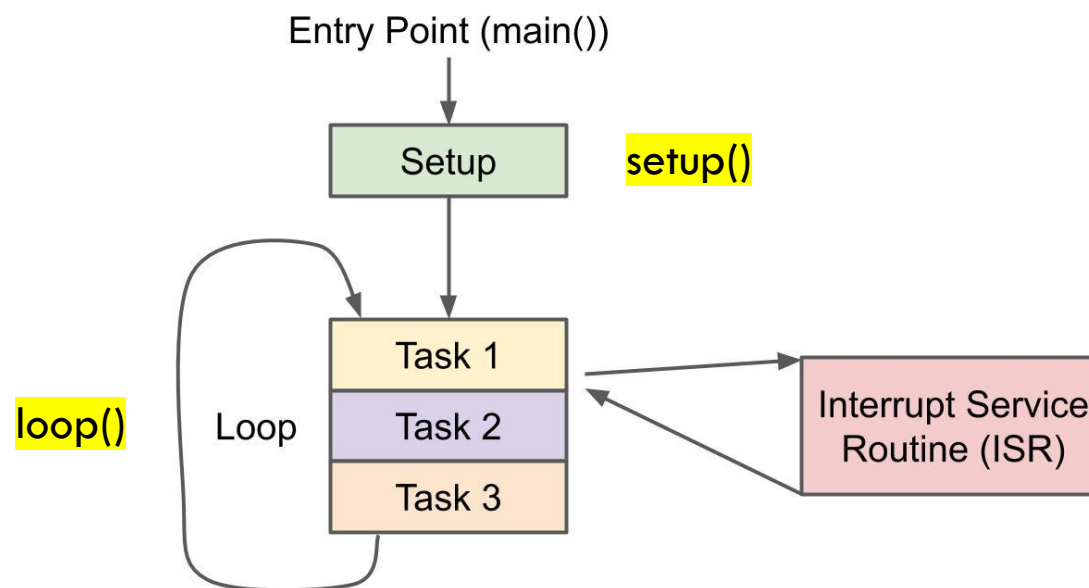 Entry Point (main())
Setup
setup()
Task 1
Task 2
Task 3
Loop
loop()
Interrupt Service
Routine (ISR)